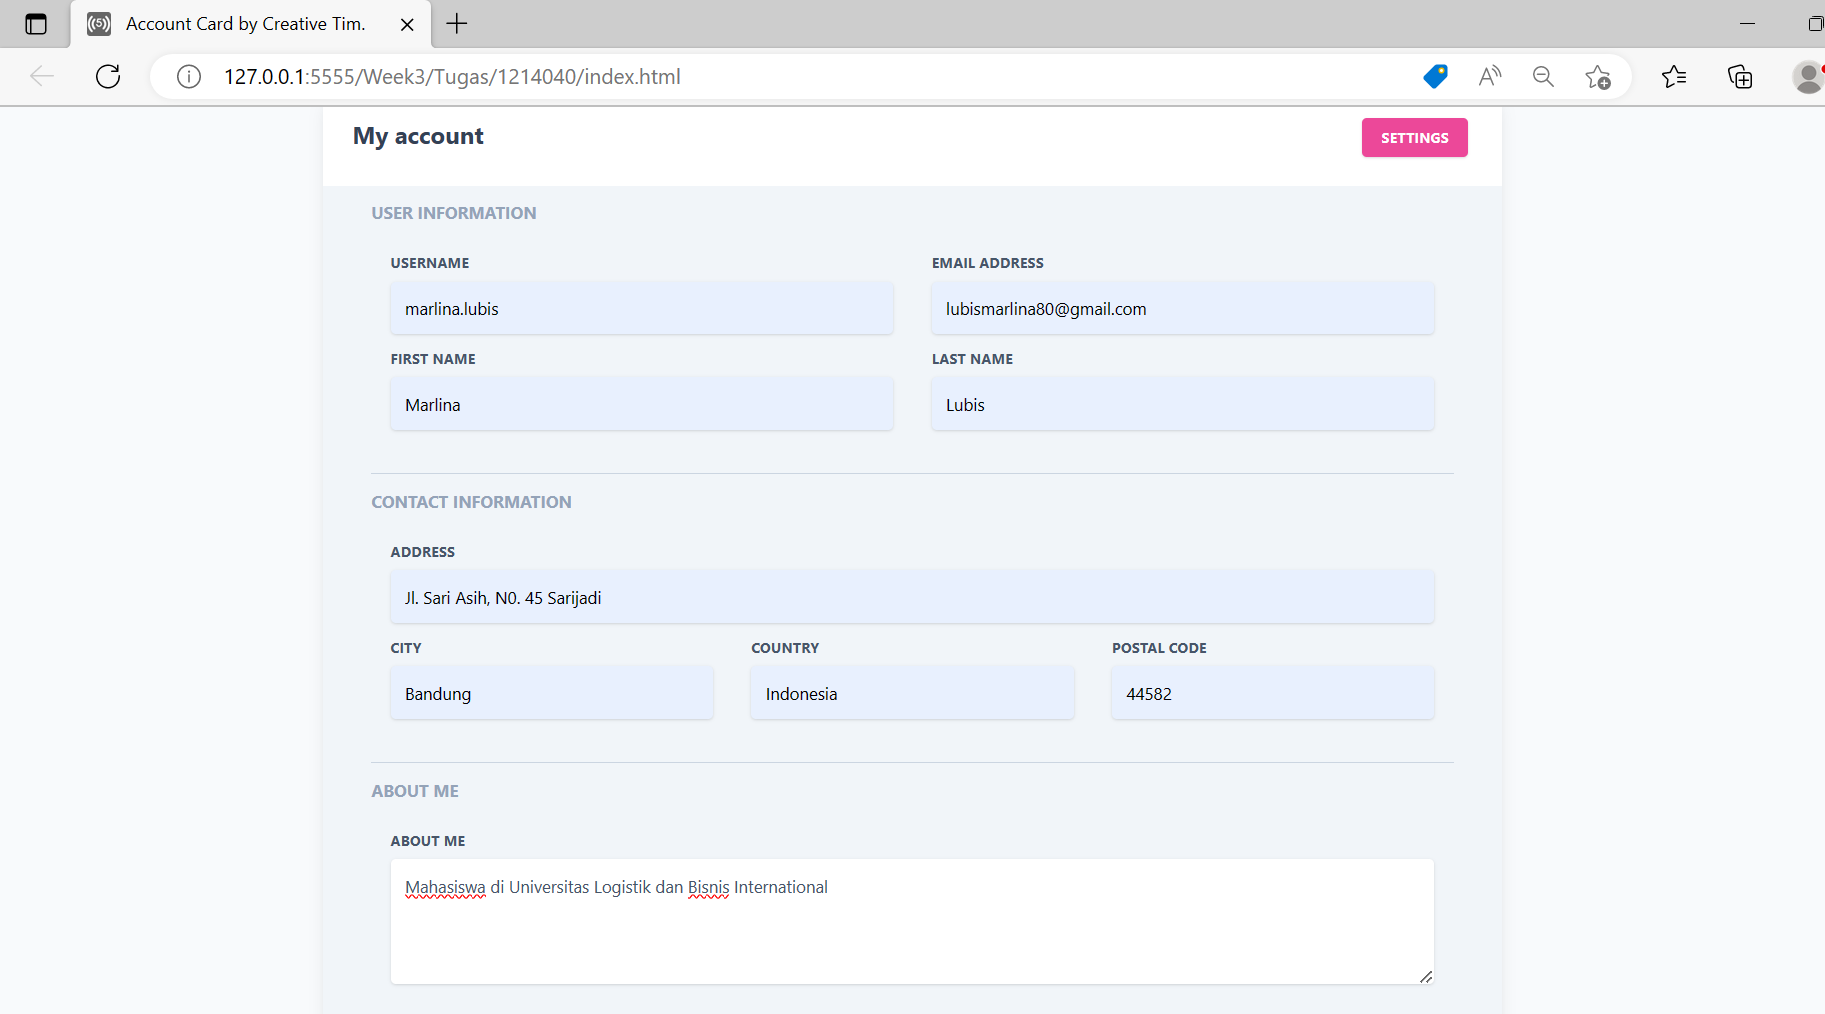 Account Card by Creative Tim.
127.0.0.1:5555/Week3/Tugas/1214040/index.html
My account
SETTINGS
USER INFORMATION
USERNAME EMAIL ADDRESS
marlina.lubis lubismarlina80@gmail.com
FIRST NAME LAST NAME
Marlina Lubis
CONTACT INFORMATION
ADDRESS
Jl. Sari Asih, N0. 45 Sarijadi
CITY COUNTRY POSTAL CODE
Bandung Indonesia 44582
ABOUT ME
ABOUT ME
Mahasiswa di Universitas Logistik dan Bisnis International